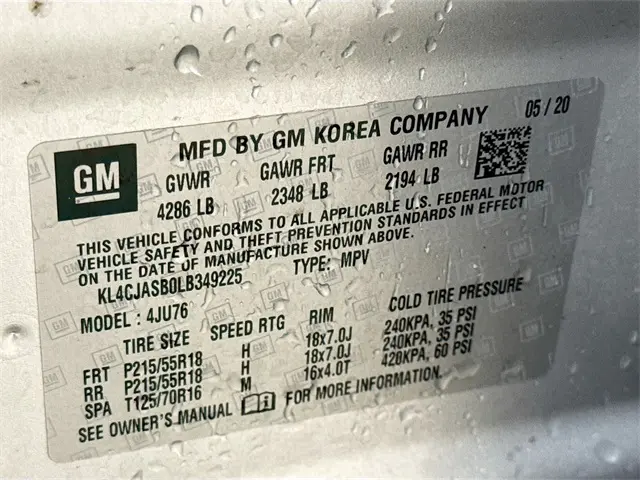 GM
MFD BY GM KOREA COMPANY 05 / 20
GVWR GAWR FRT GAWR RR
4286 LB 2348 LB 2194 LB
THIS VEHICLE CONFORMS TO ALL APPLICABLE U.S. FEDERAL MOTOR
VEHICLE SAFETY AND THEFT PREVENTION STANDARDS IN EFFECT
ON THE DATE OF MANUFACTURE SHOWN ABOVE.
KL4CJASB0LB349225 TYPE: MPV
MODEL : 4JU76
TIRE SIZE SPEED RTG RIM COLD TIRE PRESSURE
FRT P215/55R18 H 18x7.0J 240KPA, 35 PSI
RR P215/55R18 H 18x7.0J 240KPA, 35 PSI
SPA T125/70R16 M 16x4.0T 420KPA, 60 PSI
SEE OWNER'S MANUAL FOR MORE INFORMATION.